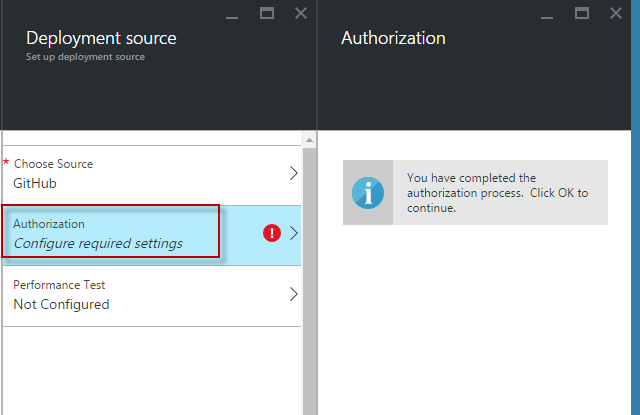 Deployment source
Set up deployment source
* Choose Source
GitHub
Authorization
Configure required settings
!
Performance Test
Not Configured
Authorization
i
You have completed the
authorization process.  Click OK to
continue.